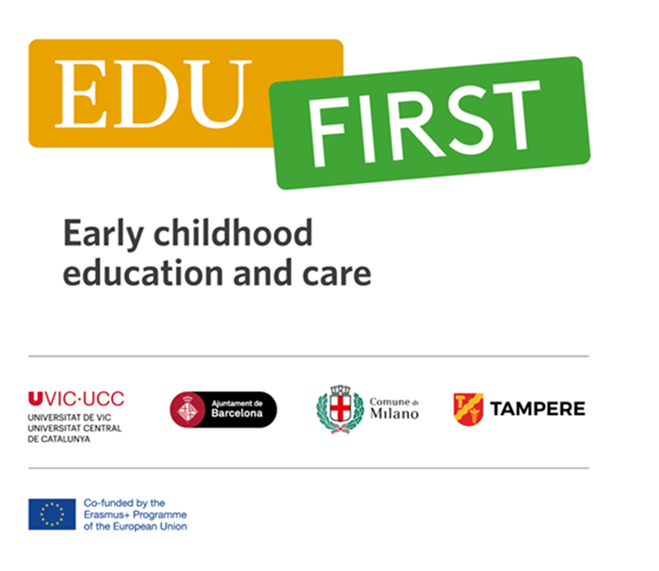 EDU
FIRST
Early childhood
education and care
UVIC·UCC
UNIVERSITAT DE VIC
UNIVERSITAT CENTRAL
DE CATALUNYA
Ajuntament de
Barcelona
Comune di
Milano
TAMPERE
Co-funded by the
Erasmus+ Programme
of the European Union